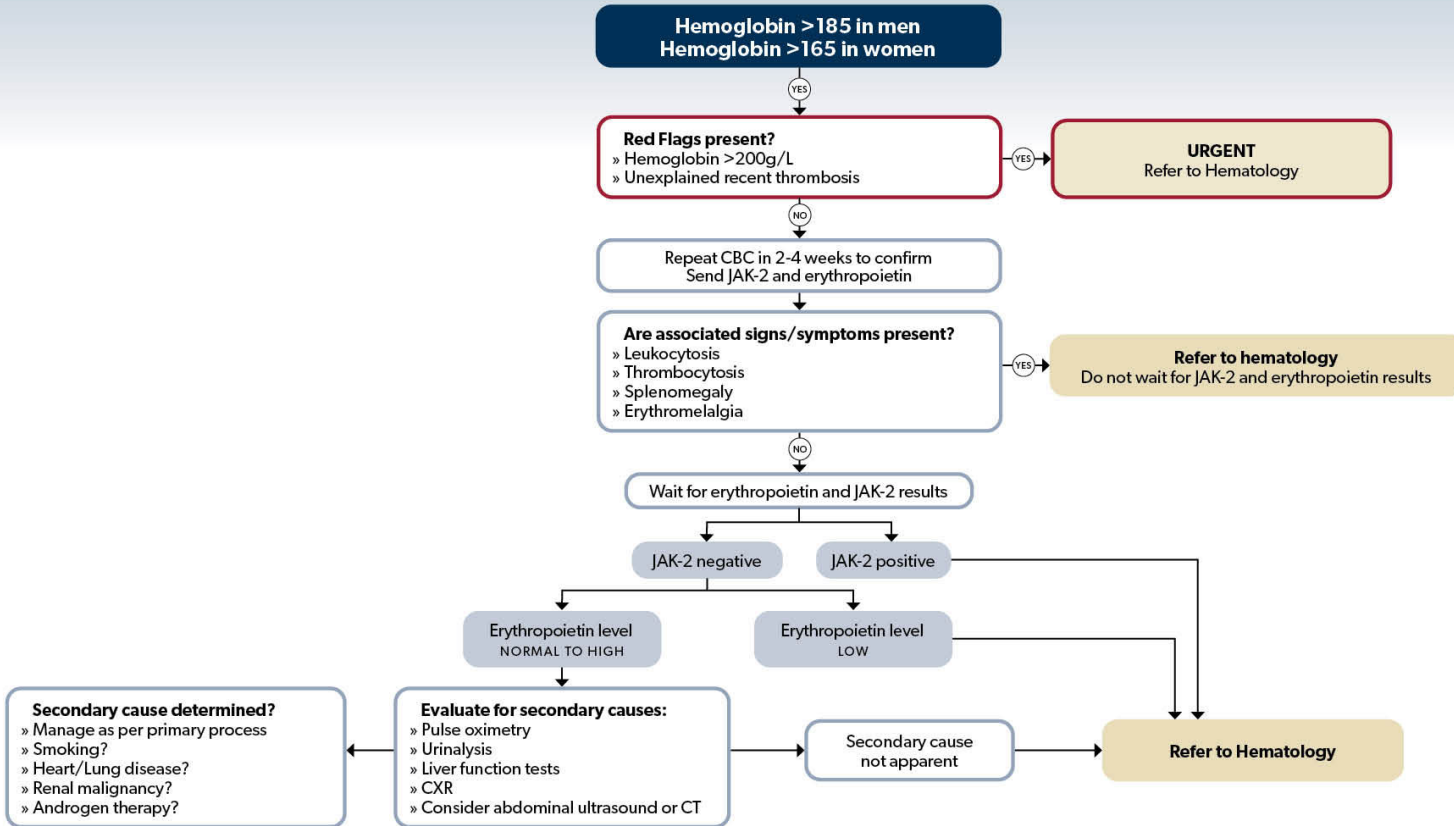 Hemoglobin >185 in men
Hemoglobin >165 in women
YES
Red Flags present?
» Hemoglobin >200g/L
» Unexplained recent thrombosis
YES
URGENT
Refer to Hematology
NO
Repeat CBC in 2-4 weeks to confirm
Send JAK-2 and erythropoietin
Are associated signs/symptoms present?
» Leukocytosis
» Thrombocytosis
» Splenomegaly
» Erythromelalgia
YES
Refer to hematology
Do not wait for JAK-2 and erythropoietin results
NO
Wait for erythropoietin and JAK-2 results
JAK-2 negative
JAK-2 positive
Erythropoietin level
NORMAL TO HIGH
Erythropoietin level
LOW
Secondary cause determined?
» Manage as per primary process
» Smoking?
» Heart/Lung disease?
» Renal malignancy?
» Androgen therapy?
Evaluate for secondary causes:
» Pulse oximetry
» Urinalysis
» Liver function tests
» CXR
» Consider abdominal ultrasound or CT
Secondary cause
not apparent
Refer to Hematology